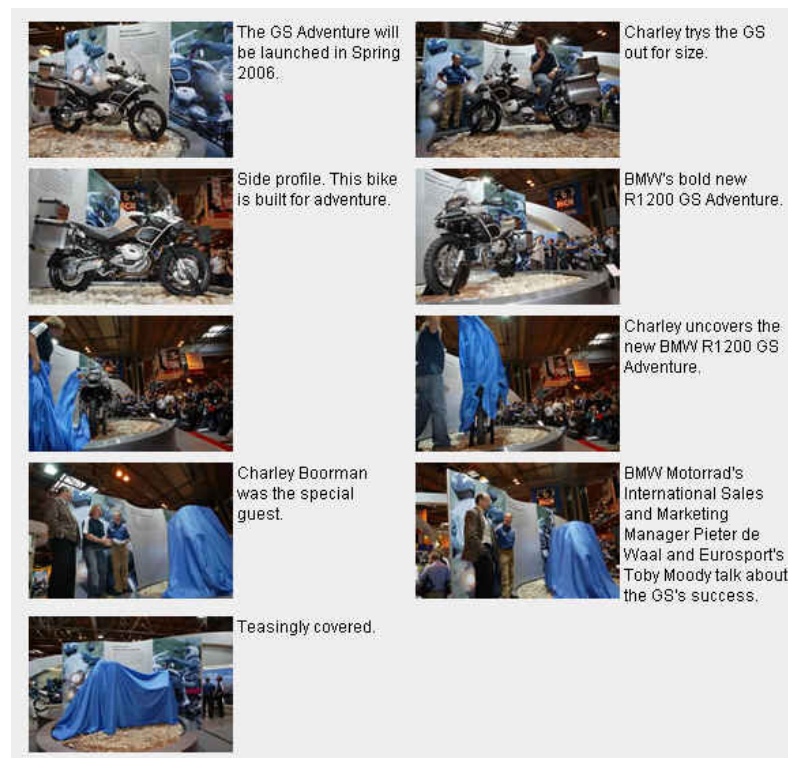 The GS Adventure will
be launched in Spring
2006.
Charley trys the GS
out for size.
Side profile. This bike
is built for adventure.
BMW's bold new
R1200 GS Adventure.
Charley uncovers the
new BMW R1200 GS
Adventure.
Charley Boorman
was the special
guest.
BMW Motorrad's
International Sales
and Marketing
Manager Pieter de
Waal and Eurosport's
Toby Moody talk about
the GS's success.
Teasingly covered.